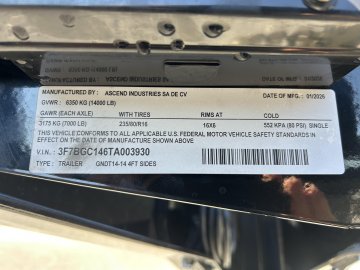 MANUFACTURED BY : ASCEND INDUSTRIES SA DE CV DATE: 01/2026
GVWR : 6350 KG (14000 LB)
GAWR (EACH AXLE) WITH TIRES RIMS AT COLD
3175 KG (7000 LB) 235/80/R16 16X6 552 KPA (80 PSI) SINGLE
THIS VEHICLE CONFORMS TO ALL APPLICABLE U.S. FEDERAL MOTOR VEHICLE SAFETY STANDARDS IN
EFFECT ON THE DATE OF MANUFACTURE SHOWN ABOVE
V.I.N. : 3F7BGC146TA003930
TYPE : TRAILER GNDT14-14 4FT SIDES